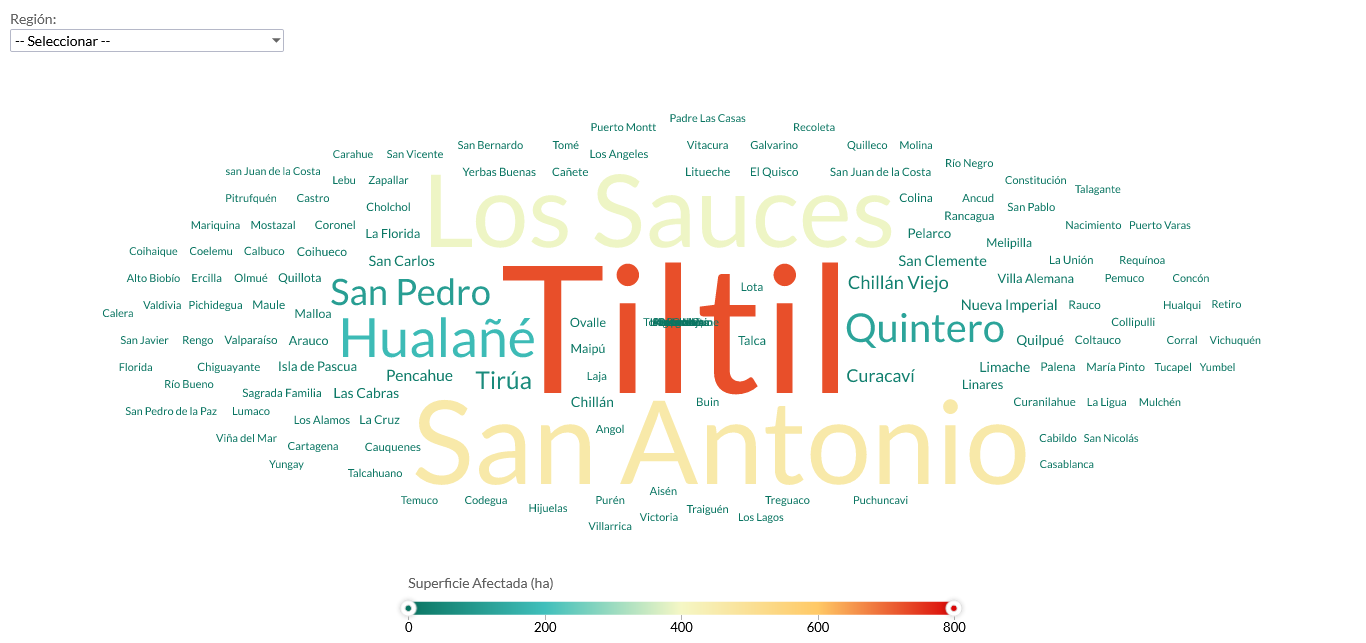 Región:
-- Seleccionar --
Padre Las Casas
Puerto Montt
Recoleta
San Bernardo
Tomé
Vitacura
Galvarino
Quilleco
Molina
Carahue
San Vicente
Los Angeles
Río Negro
san Juan de la Costa
Yerbas Buenas
Cañete
Litueche
El Quisco
San Juan de la Costa
Lebu
Zapallar
Constitución
Talagante
Pitrufquén
Castro
Colina
Ancud
Cholchol
Los Sauces
San Pablo
Rancagua
Mariquina
Mostazal
Coronel
Nacimiento
Puerto Varas
La Florida
Pelarco
Melipilla
Coihaique
Coelemu
Calbuco
Coihueco
San Carlos
San Clemente
La Unión
Requínoa
Alto Biobío
Ercilla
Olmué
Quillota
Villa Alemana
Pemuco
Concón
San Pedro
Tiltil
Lota
Chillán Viejo
Valdivia
Pichidegua
Maule
Nueva Imperial
Rauco
Hualqui
Retiro
Calera
Malloa
Ovalle
Collipulli
Quintero
Hualañé
San Javier
Rengo
Valparaíso
Arauco
Maipú
Talca
Quilpué
Coltauco
Corral
Vichuquén
Florida
Chiguayante
Isla de Pascua
Limache
Palena
María Pinto
Tucapel
Yumbel
Pencahue
Tirúa
Laja
Curacaví
Río Bueno
Linares
Sagrada Familia
Las Cabras
Chillán
Buin
Curanilahue
La Ligua
Mulchén
San Pedro de la Paz
Lumaco
Los Alamos
La Cruz
Angol
San Antonio
Viña del Mar
Cartagena
Cauquenes
Cabildo
San Nicolás
Yungay
Casablanca
Talcahuano
Aisén
Temuco
Codegua
Purén
Treguaco
Puchuncavi
Hijuelas
Traiguén
Victoria
Los Lagos
Villarrica
Superficie Afectada (ha)
0
200
400
600
800